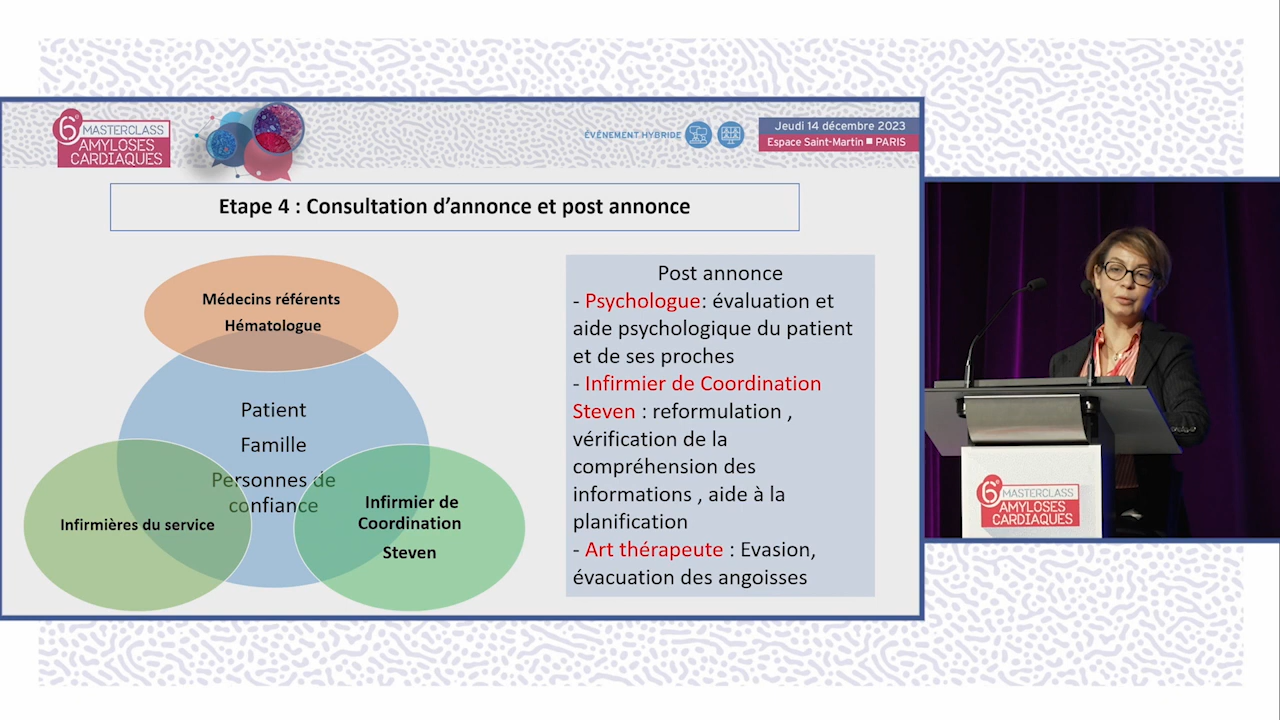 6e
MASTERCLASS
AMYLOSES
CARDIAQUES
ÉVÉNEMENT HYBRIDE
Jeudi 14 décembre 2023
Espace Saint-Martin ■ PARIS
Etape 4 : Consultation d’annonce et post annonce
Médecins référents
Hématologue
Patient
Famille
Personnes de
confiance
Infirmières du service
Infirmier de
Coordination
Steven
Post annonce
- Psychologue: évaluation et
aide psychologique du patient
et de ses proches
- Infirmier de Coordination
Steven : reformulation ,
vérification de la
compréhension des
informations , aide à la
planification
- Art thérapeute : Evasion,
évacuation des angoisses
6e
MASTERCLASS
AMYLOSES
CARDIAQUES